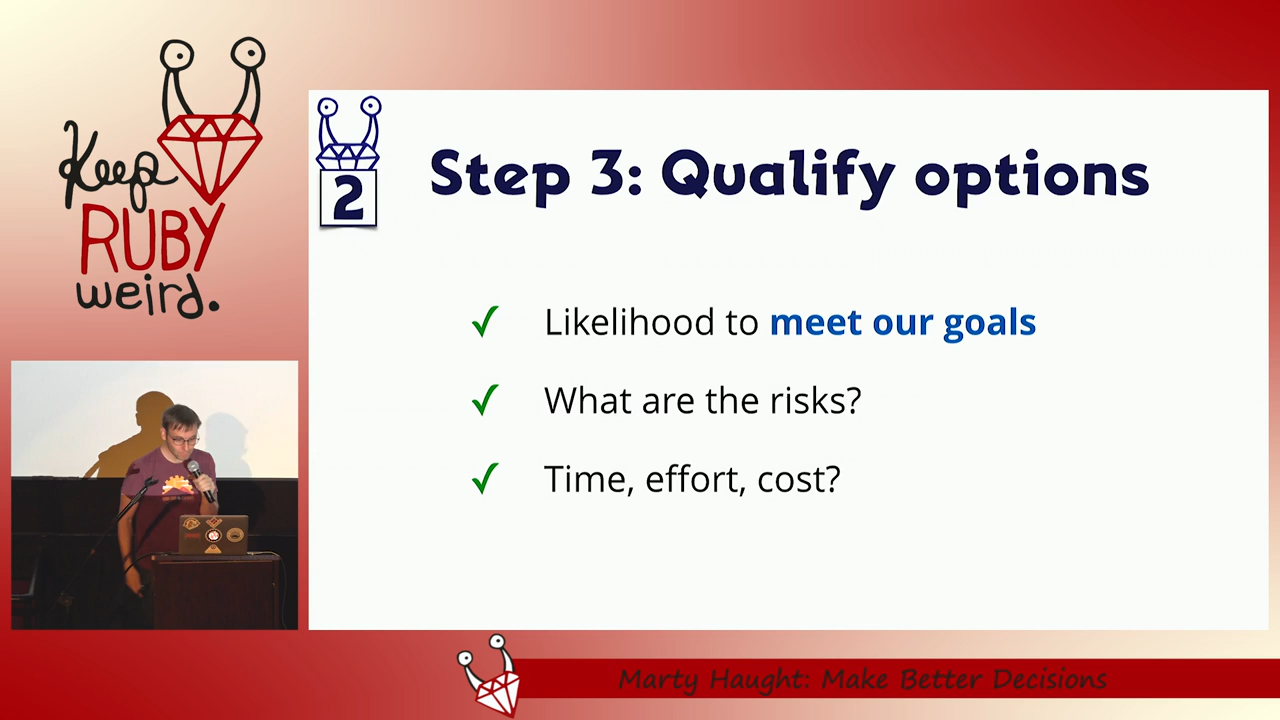 Keep
RUBY
weird.
2
Step 3: Qualify options
✓ Likelihood to meet our goals
✓ What are the risks?
✓ Time, effort, cost?
Marty Haught: Make Better Decisions